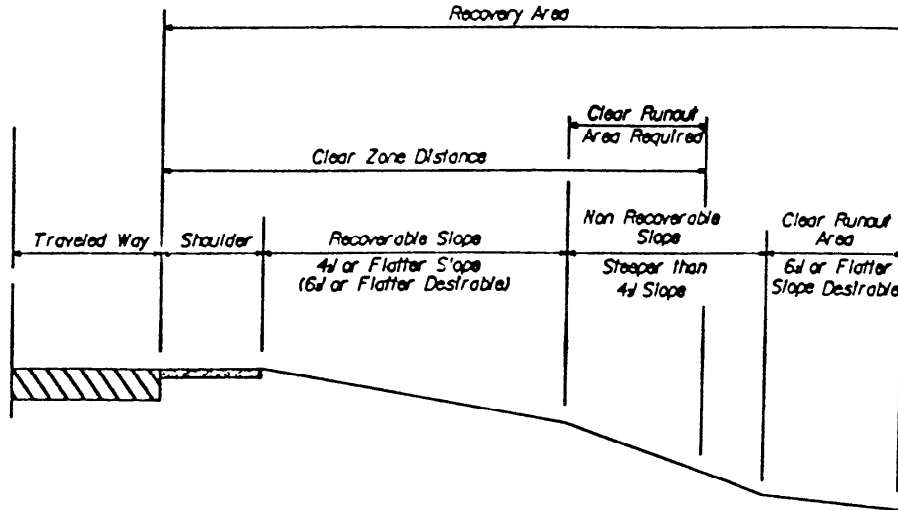 Recovery Area
Clear Runout
Area Required
Clear Zone Distance
Traveled Way
Shoulder
Recoverable Slope
4:1 or Flatter Slope
(6:1 or Flatter Desirable)
Non Recoverable
Slope
Steeper than
4:1 Slope
Clear Runout
Area
6:1 or Flatter
Slope Desirable